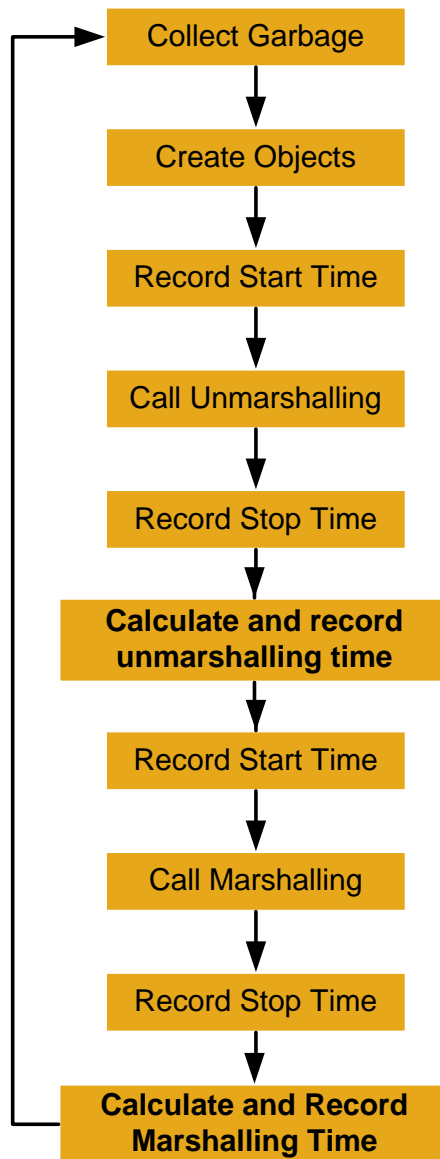 Collect Garbage
Create Objects
Record Start Time
Call Unmarshalling
Record Stop Time
Calculate and record
unmarshalling time
Record Start Time
Call Marshalling
Record Stop Time
Calculate and Record
Marshalling Time